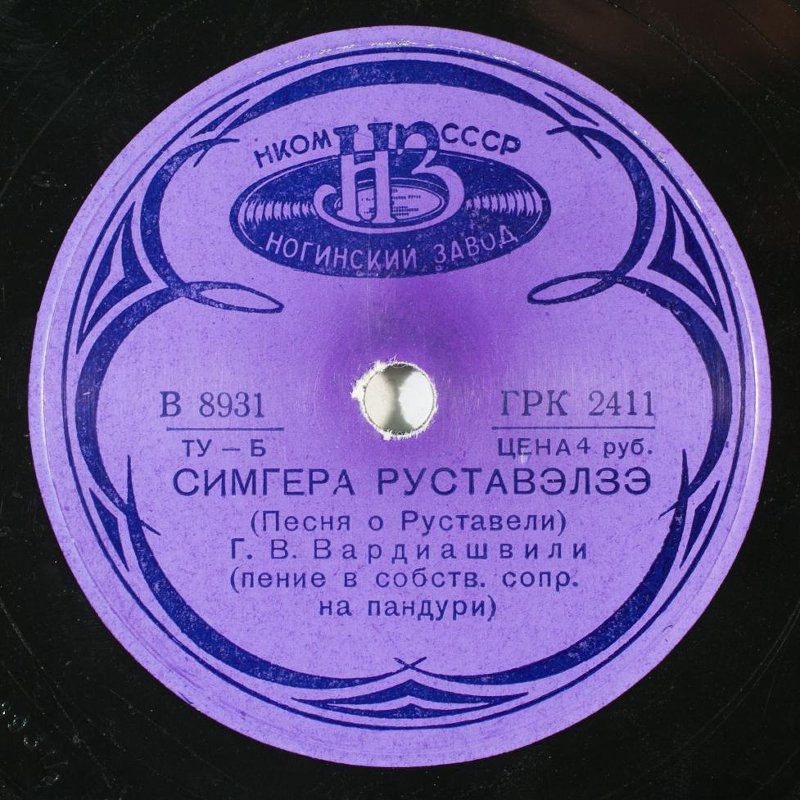 НКОМ НЗ СССР
НОГИНСКИЙ ЗАВОД
В 8931 ГРК 2411
ТУ – Б ЦЕНА 4 руб.
СИМГЕРА РУСТАВЭЛЗЭ
(Песня о Руставели)
Г. В. Вардиашвили
(пение в собств. сопр.
на пандури)